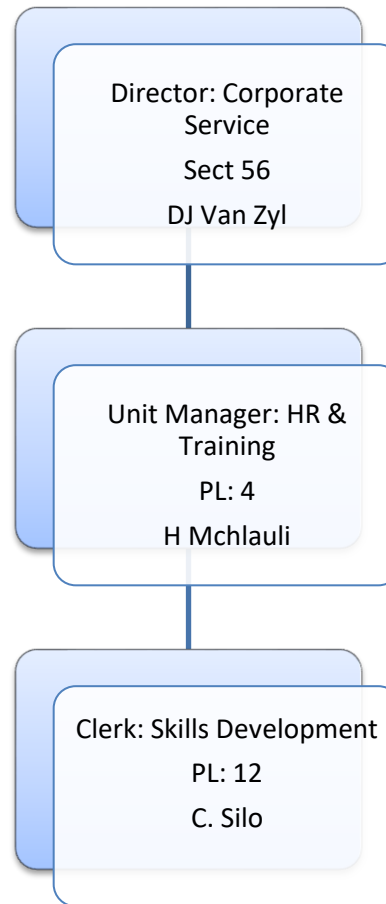 Director: Corporate
Service
Sect 56
DJ Van Zyl
Unit Manager: HR &
Training
PL: 4
H Mchlauli
Clerk: Skills Development
PL: 12
C. Silo